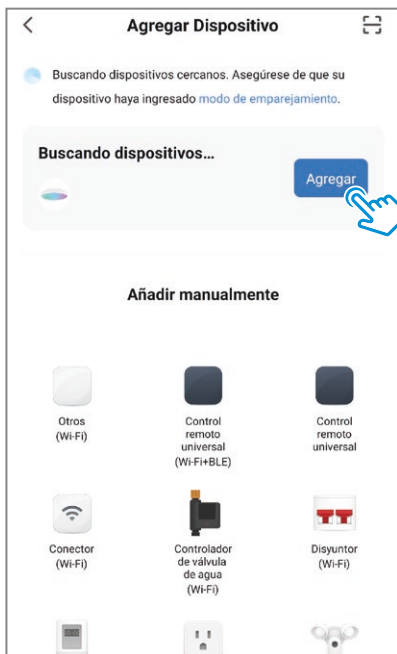 Agregar Dispositivo
Buscando dispositivos cercanos. Asegúrese de que su
dispositivo haya ingresado modo de emparejamiento.
Buscando dispositivos...
Agregar
Añadir manualmente
Otros
(Wi-Fi)
Control
remoto
universal
(Wi-Fi+BLE)
Control
remoto
universal
Conector
(Wi-Fi)
Controlador
de válvula
de agua
(Wi-Fi)
Disyuntor
(Wi-Fi)